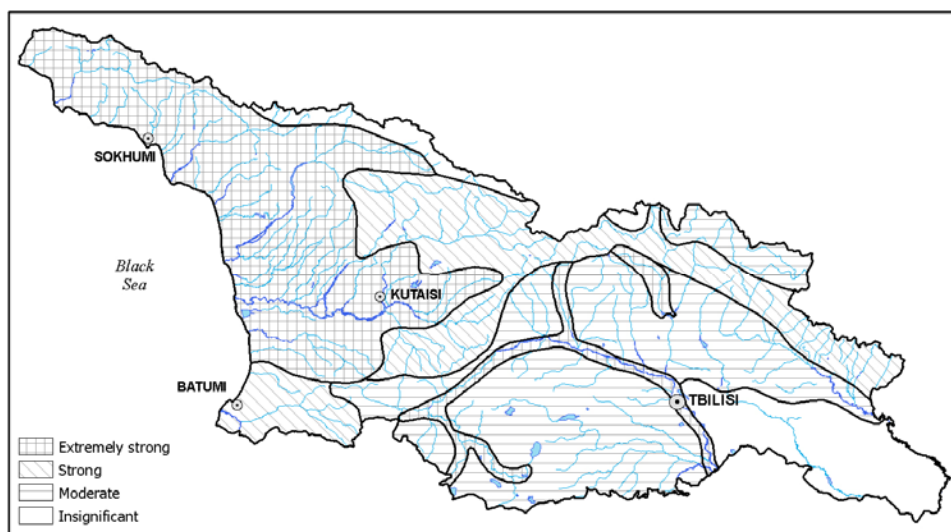 SOKHUMI
Black
Sea
KUTAISI
BATUMI
TBILISI
Extremely strong
Strong
Moderate
Insignificant